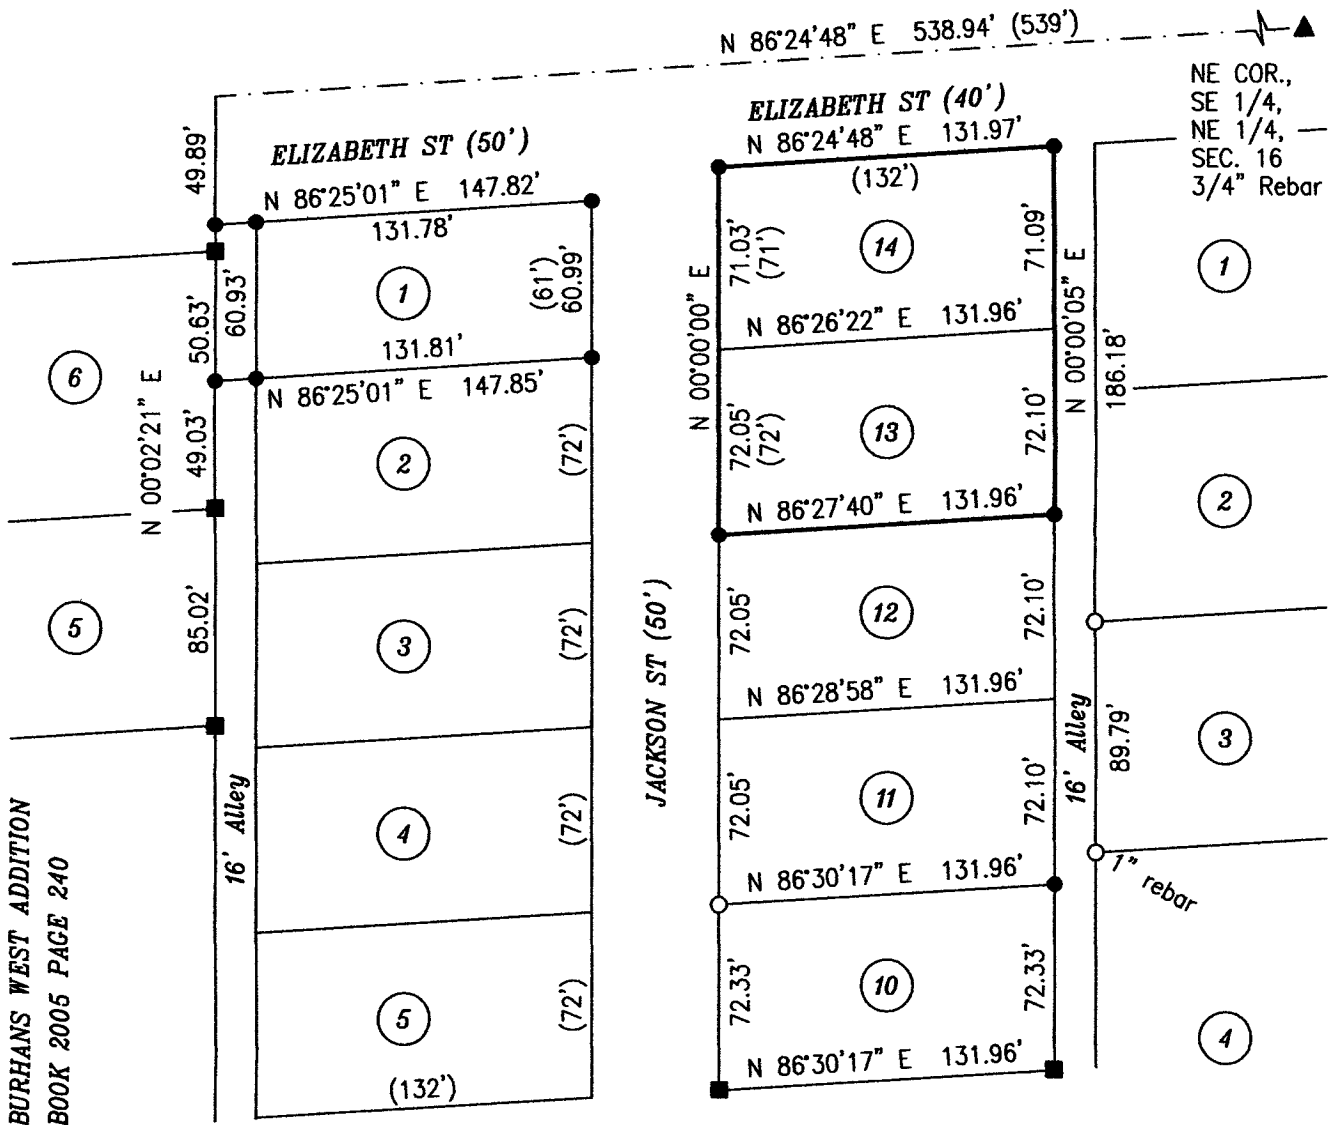 N 86°24'48" E 538.94' (539')
NE COR.,
SE 1/4,
NE 1/4,
SEC. 16
3/4" Rebar
ELIZABETH ST (50')
ELIZABETH ST (40')
N 86°24'48" E 131.97'
(132')
49.89'
N 86°25'01" E 147.82'
131.78'
1
(61')
60.99'
60.93'
50.63'
131.81'
N 86°25'01" E 147.85'
6
N 00°02'21" E
49.03'
2
(72')
5
85.02'
3
(72')
4
(72')
5
(72')
(132')
16' Alley
BURHANS WEST ADDITION
BOOK 2005 PAGE 240
JACKSON ST (50')
N 00°00'00" E
71.03'
(71')
14
71.09'
N 86°26'22" E 131.96'
72.05'
(72')
13
72.10'
N 86°27'40" E 131.96'
72.05'
12
72.10'
N 86°28'58" E 131.96'
72.05'
11
72.10'
N 86°30'17" E 131.96'
72.33'
10
72.33'
N 86°30'17" E 131.96'
N 00°00'05" E
186.18'
16' Alley
89.79'
1" rebar
1
2
3
4